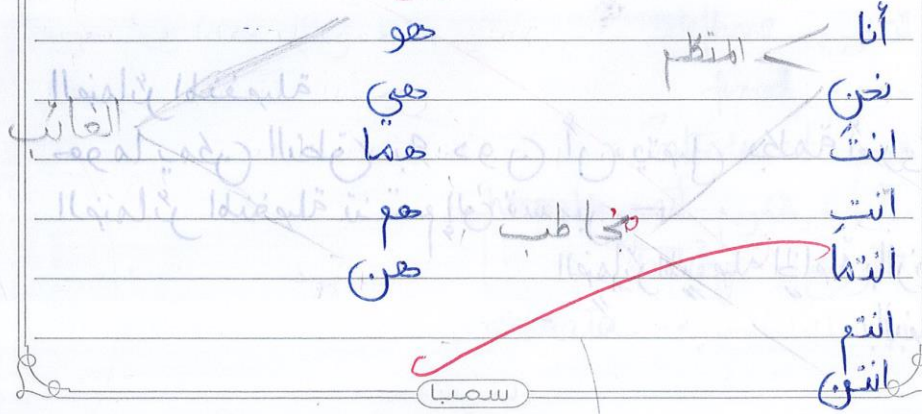 أنا هو
المتكلم
نحن هي
الغائب
انتَ هما
انتِ هم
مخاطب
انتما هن
انتم
انتن
سمبا